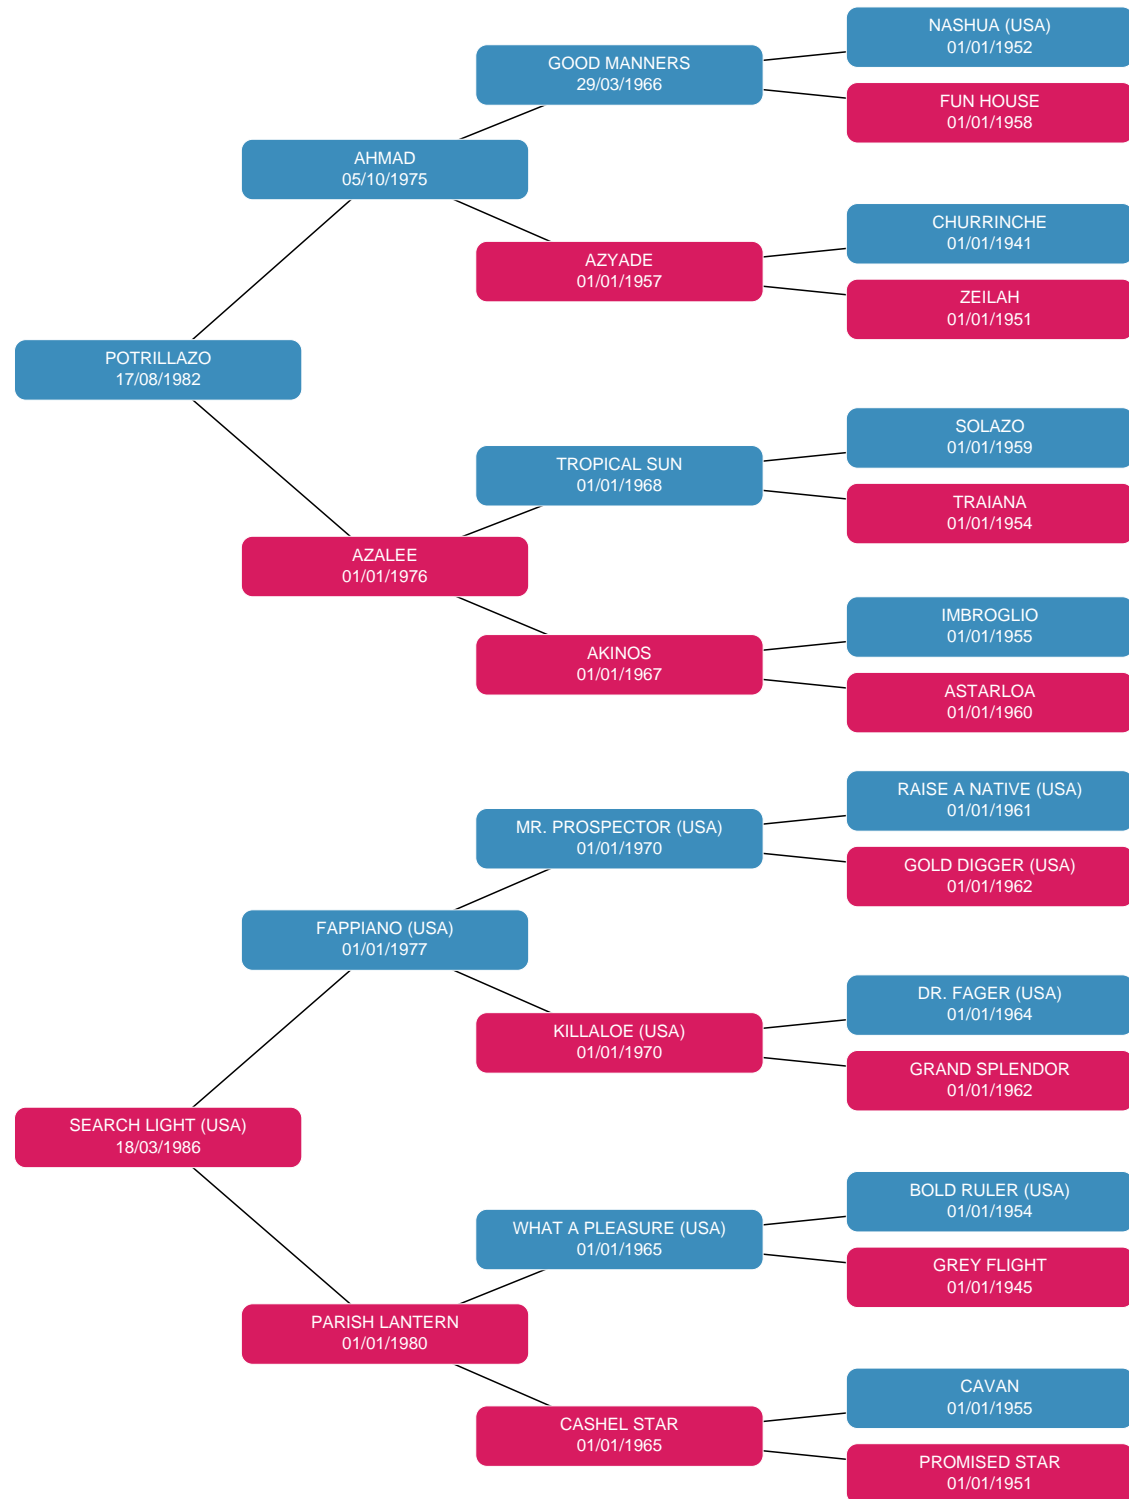 NASHUA (USA)
01/01/1952
GOOD MANNERS
29/03/1966
FUN HOUSE
01/01/1958
AHMAD
05/10/1975
CHURRINCHE
01/01/1941
AZYADE
01/01/1957
ZEILAH
01/01/1951
POTRILLAZO
17/08/1982
SOLAZO
01/01/1959
TROPICAL SUN
01/01/1968
TRAIANA
01/01/1954
AZALEE
01/01/1976
IMBROGLIO
01/01/1955
AKINOS
01/01/1967
ASTARLOA
01/01/1960
RAISE A NATIVE (USA)
01/01/1961
MR. PROSPECTOR (USA)
01/01/1970
GOLD DIGGER (USA)
01/01/1962
FAPPIANO (USA)
01/01/1977
DR. FAGER (USA)
01/01/1964
KILLALOE (USA)
01/01/1970
GRAND SPLENDOR
01/01/1962
SEARCH LIGHT (USA)
18/03/1986
BOLD RULER (USA)
01/01/1954
WHAT A PLEASURE (USA)
01/01/1965
GREY FLIGHT
01/01/1945
PARISH LANTERN
01/01/1980
CAVAN
01/01/1955
CASHEL STAR
01/01/1965
PROMISED STAR
01/01/1951